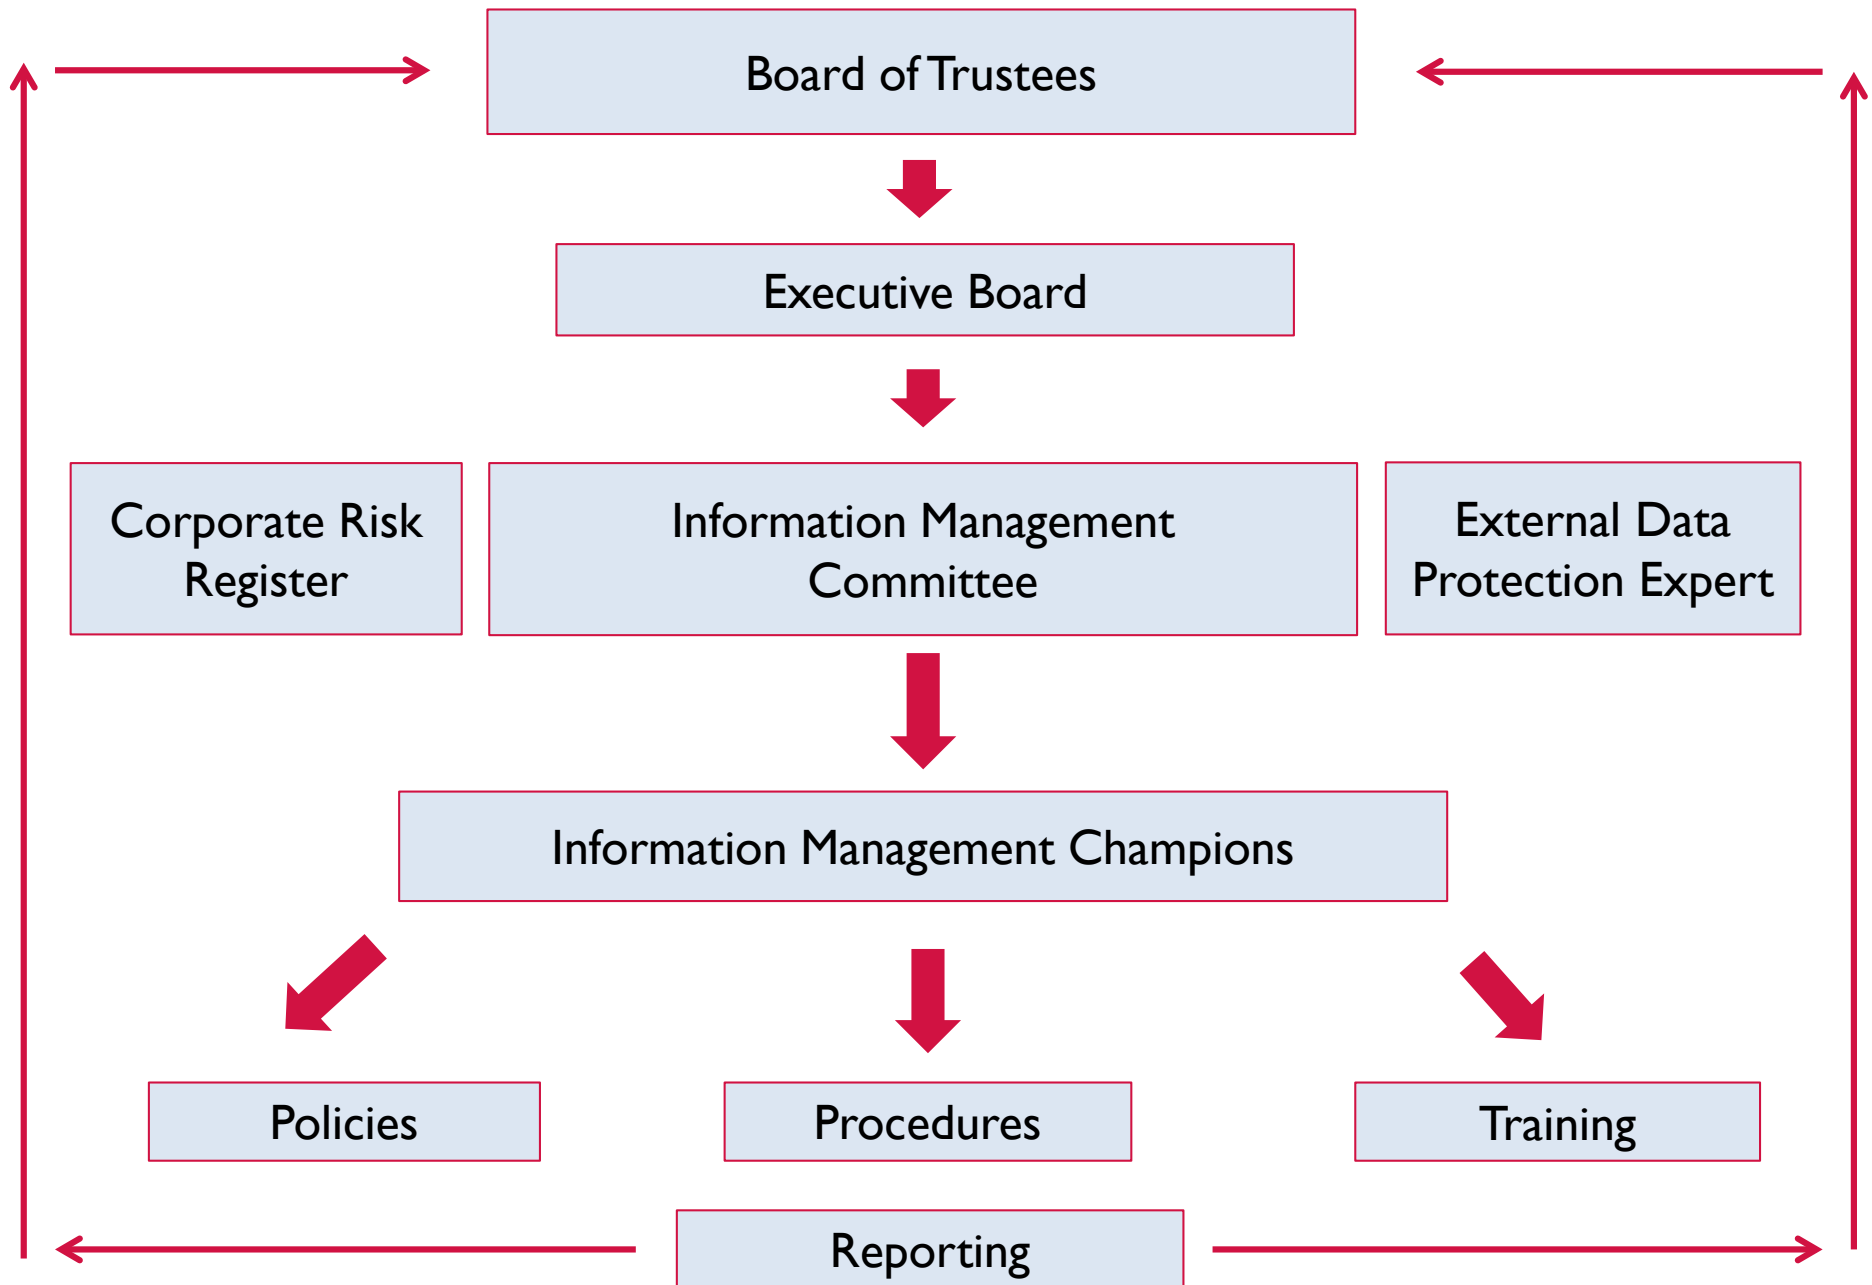 Board of Trustees
Executive Board
Corporate Risk
Register
Information Management
Committee
External Data
Protection Expert
Information Management Champions
Policies
Procedures
Training
Reporting